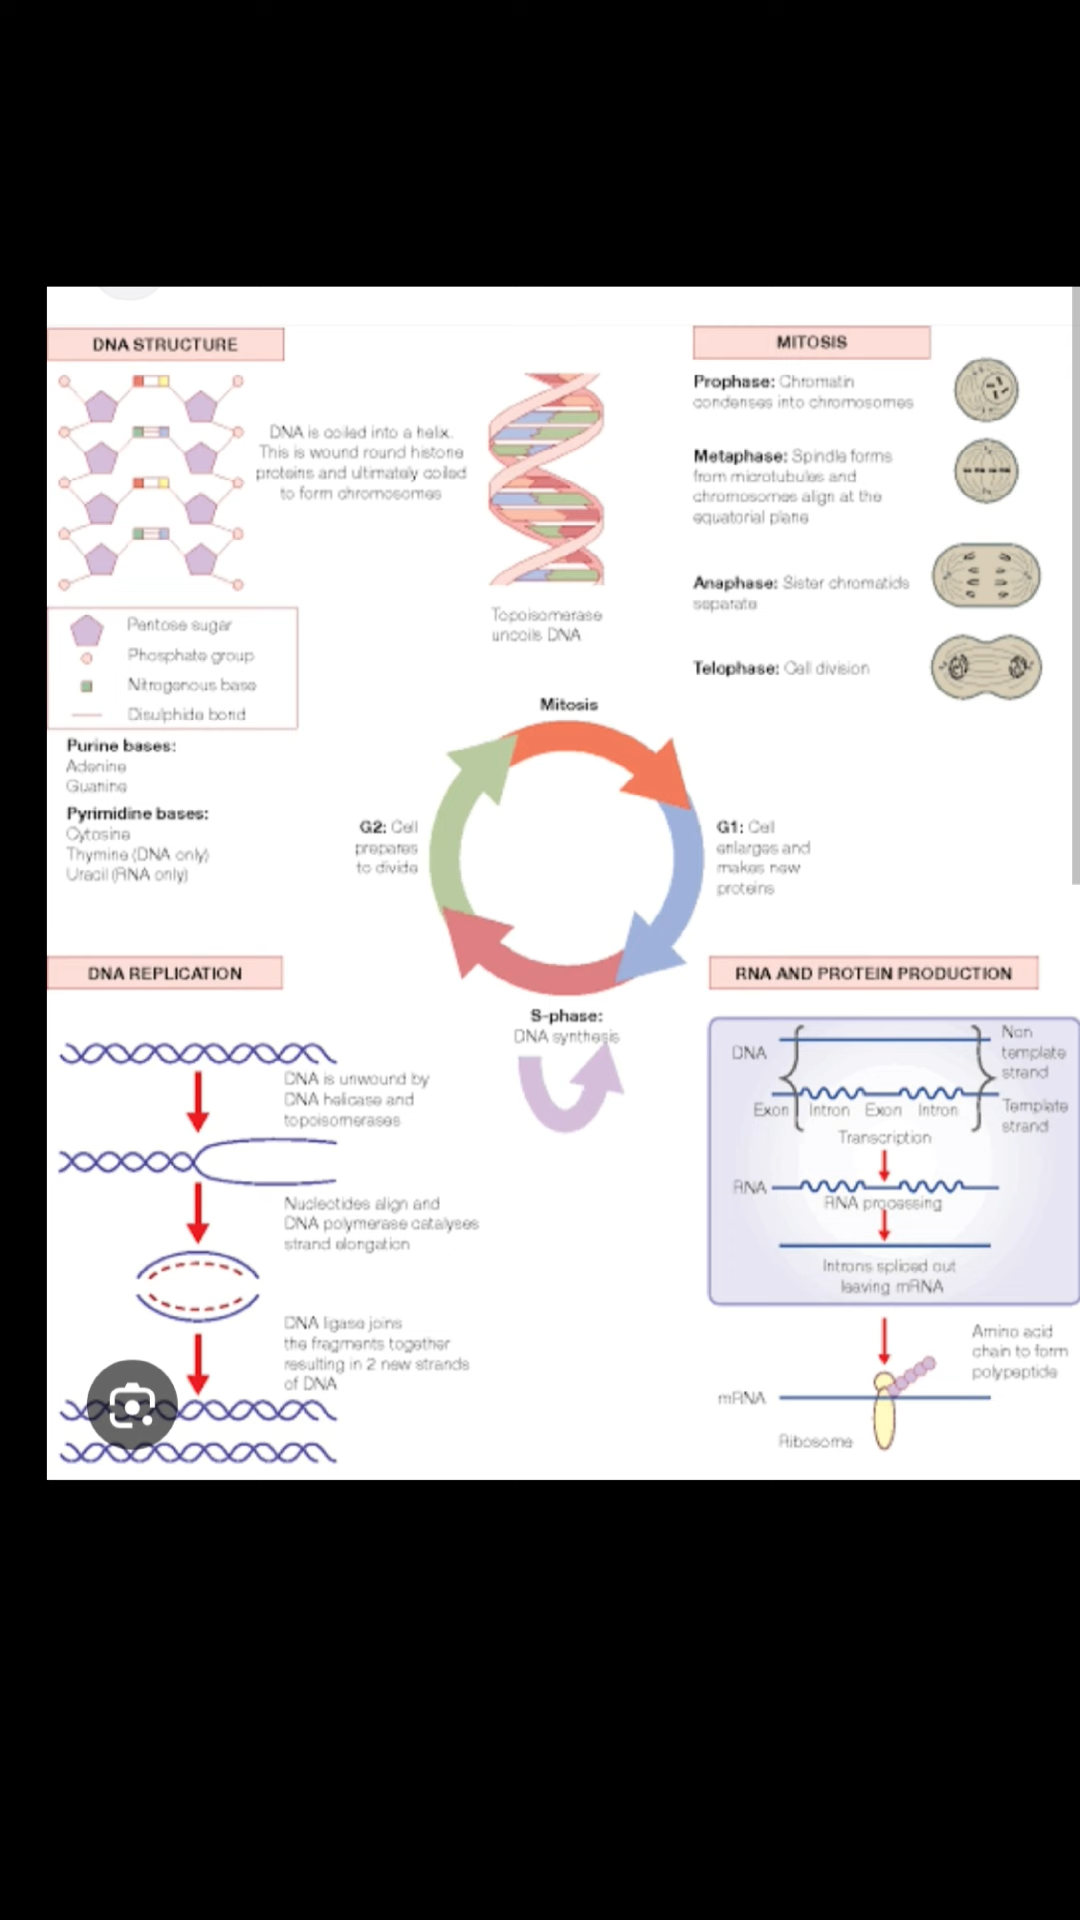 DNA STRUCTURE
DNA is coiled into a helix.
This is wound round histone
proteins and ultimately coiled
to form chromosomes
Pentose sugar
Phosphate group
Nitrogenous base
Disulphide bond
Purine bases:
Adenine
Guanine
Pyrimidine bases:
Cytosine
Thymine (DNA only)
Uracil (RNA only)
Topoisomerase
uncoils DNA
MITOSIS
Prophase: Chromatin
condenses into chromosomes
Metaphase: Spindle forms
from microtubules and
chromosomes align at the
equatorial plane
Anaphase: Sister chromatids
separate
Telophase: Cell division
Mitosis
G2: Cell
prepares
to divide
G1: Cell
enlarges and
makes new
proteins
S-phase:
DNA synthesis
DNA REPLICATION
DNA is unwound by
DNA helicase and
topoisomerases
Nucleotides align and
DNA polymerase catalyses
strand elongation
DNA ligase joins
the fragments together
resulting in 2 new strands
of DNA
RNA AND PROTEIN PRODUCTION
DNA
Non
template
strand
Exon Intron Exon Intron
Template
strand
Transcription
RNA
RNA processing
Introns spliced out
leaving mRNA
Amino acid
chain to form
polypeptide
mRNA
Ribosome